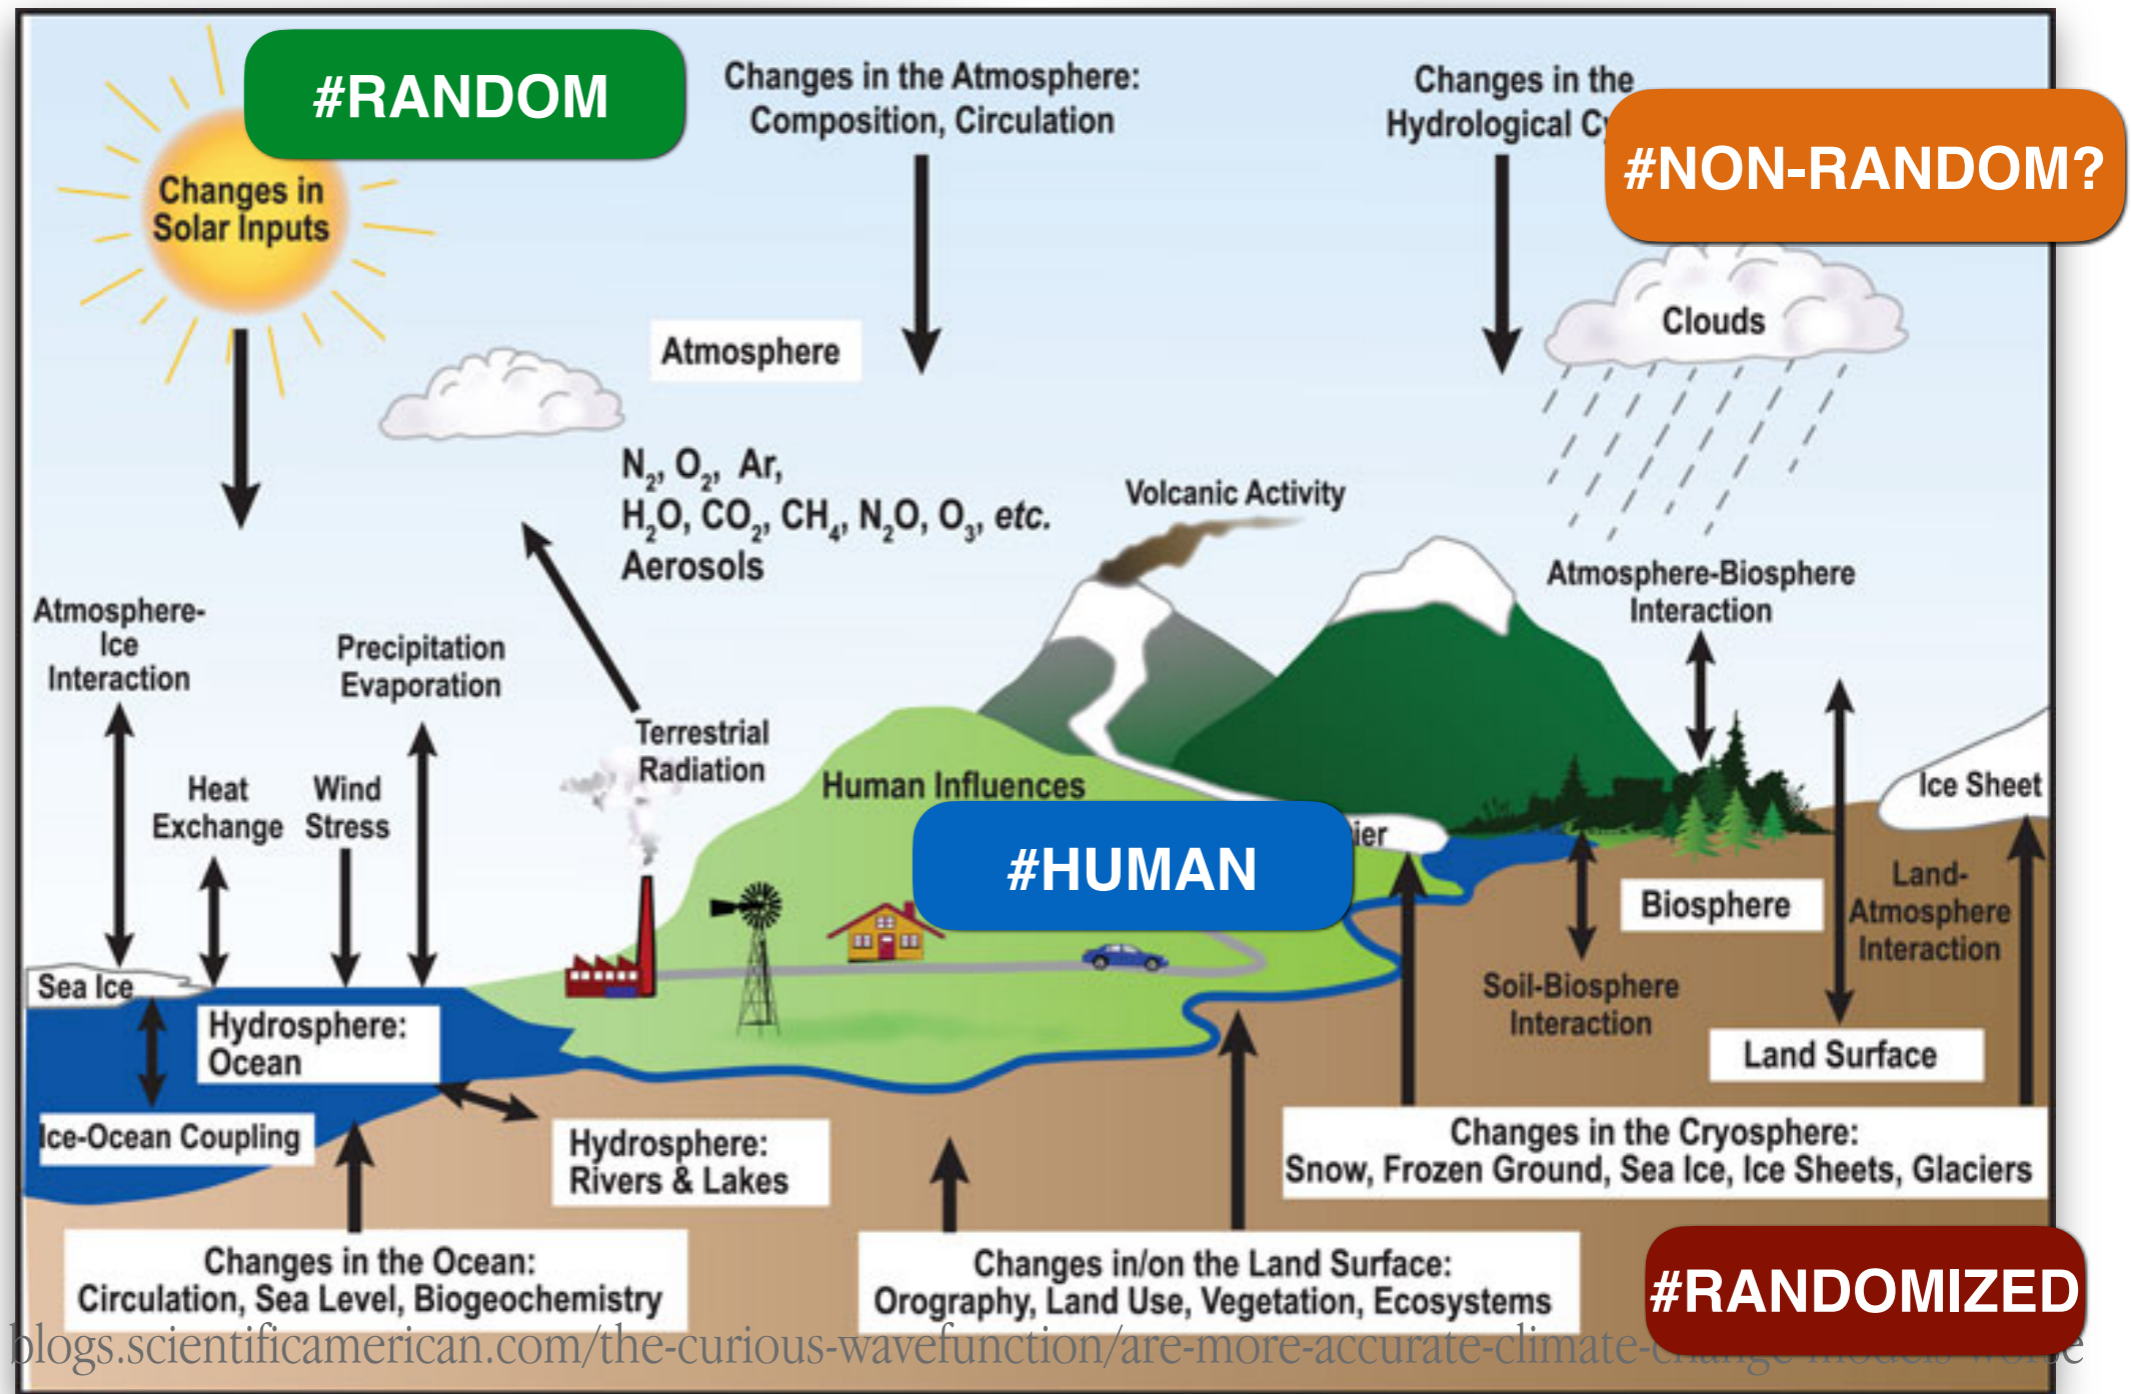 #RANDOM
Changes in the Atmosphere:
Composition, Circulation
Changes in the
Hydrological
#NON-RANDOM?
Changes in
Solar Inputs
Clouds
Atmosphere
N₂, O₂, Ar,
H₂O, CO₂, CH₄, N₂O, O₃, etc.
Aerosols
Volcanic Activity
Atmosphere-Biosphere
Interaction
Atmosphere-
Ice
Interaction
Precipitation
Evaporation
Terrestrial
Radiation
Heat
Exchange
Wind
Stress
Human Influences
#HUMAN
Ice Sheet
Biosphere
Land-
Atmosphere
Interaction
Sea Ice
Soil-Biosphere
Interaction
Hydrosphere:
Ocean
Land Surface
Ice-Ocean Coupling
Hydrosphere:
Rivers & Lakes
Changes in the Cryosphere:
Snow, Frozen Ground, Sea Ice, Ice Sheets, Glaciers
Changes in the Ocean:
Circulation, Sea Level, Biogeochemistry
Changes in/on the Land Surface:
Orography, Land Use, Vegetation, Ecosystems
#RANDOMIZED
blogs.scientificamerican.com/the-curious-wavefunction/are-more-accurate-climate-change-models-worse